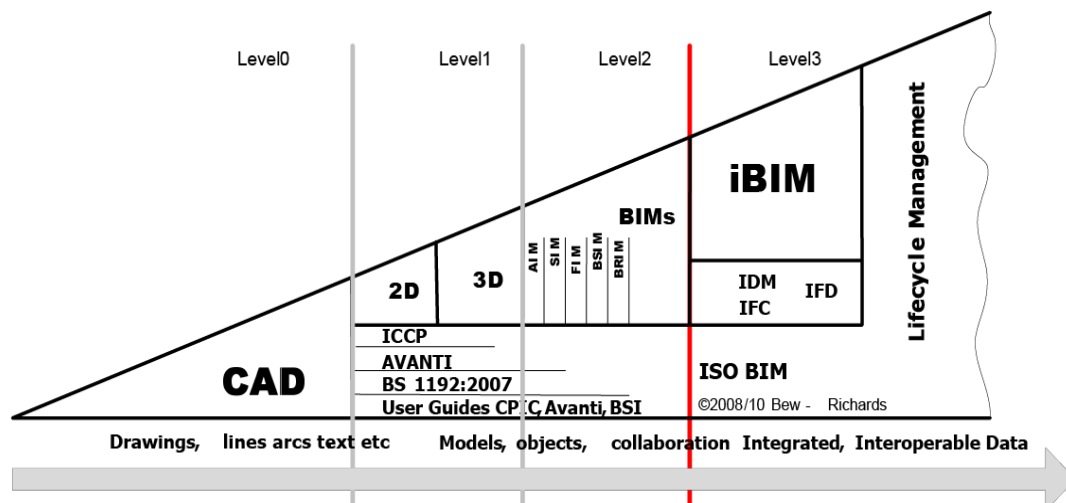 Level0
Level1
Level2
Level3
Lifecycle Management
iBIM
BIMs
AIM
SIM
FIM
BSIM
BRIM
2D
3D
IDM
IFD
IFC
ICCP
AVANTI
CAD
BS 1192:2007
ISO BIM
User Guides CPIC, Avanti, BSI
©2008/10 Bew - Richards
Drawings, lines arcs text etc
Models, objects, collaboration
Integrated, Interoperable Data